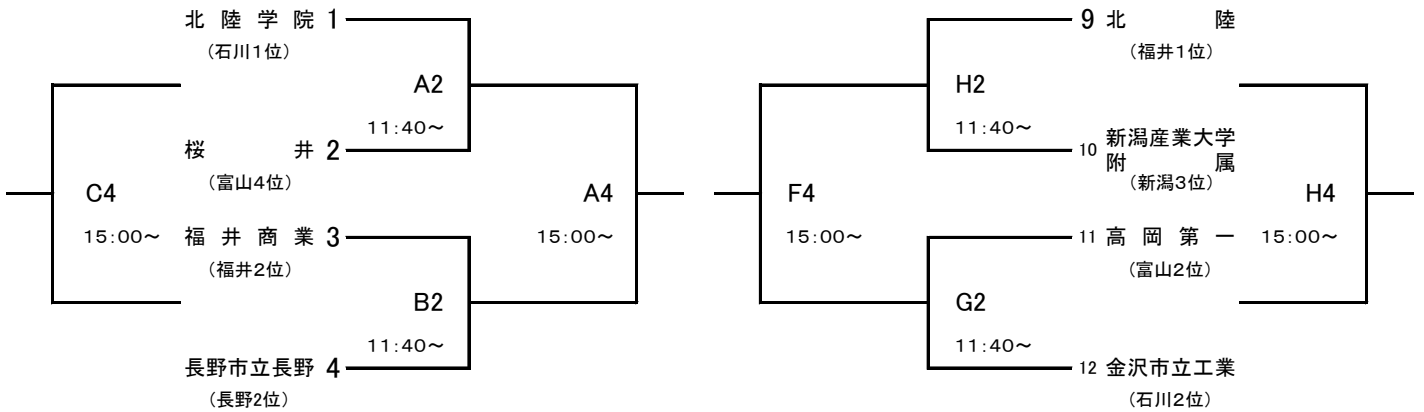 北陸学院 1
(石川1位)
A2
11:40～
桜井 2
(富山4位)
C4
15:00～
A4
15:00～
福井商業 3
(福井2位)
B2
11:40～
長野市立長野 4
(長野2位)
9 北陸
(福井1位)
H2
11:40～
10 新潟産業大学
附属
(新潟3位)
F4
15:00～
H4
15:00～
11 高岡第一
(富山2位)
G2
11:40～
12 金沢市立工業
(石川2位)